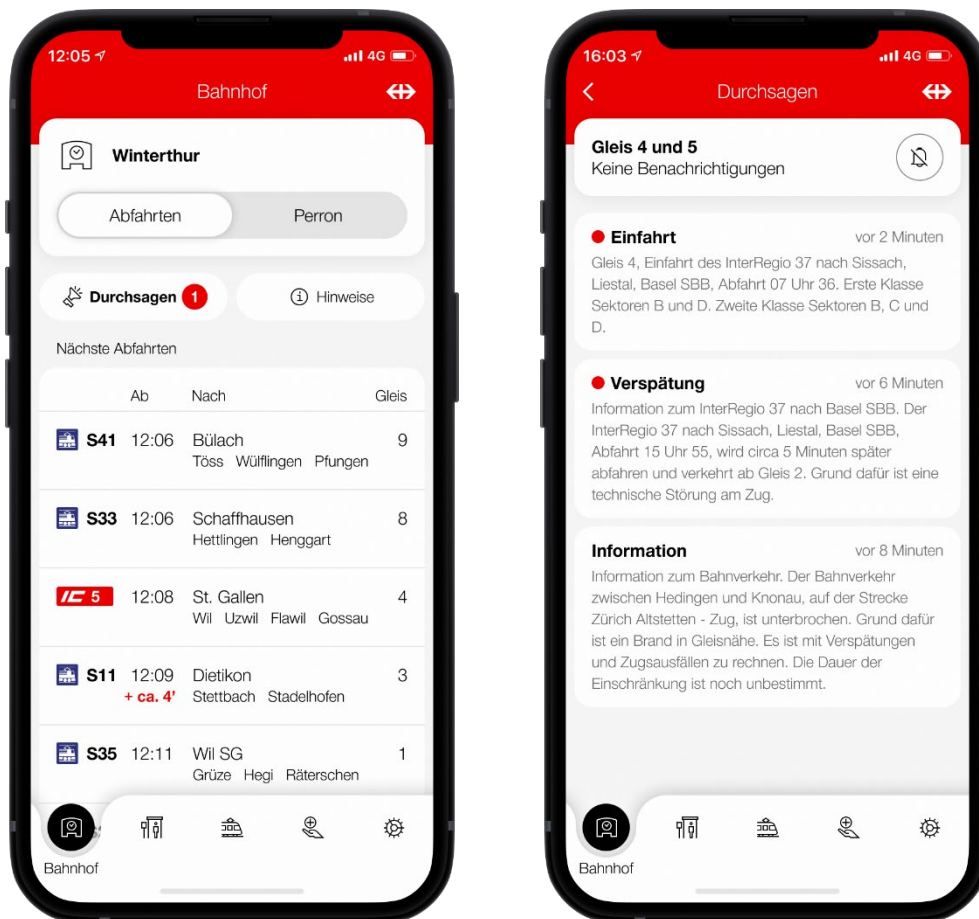 12:05
4G
Bahnhof
Winterthur
Abfahrten Perron
Durchsagen 1 Hinweise
Nächste Abfahrten
Ab Nach Gleis
S41 12:06 Bülach 9
Töss Wülflingen Pfungen
S33 12:06 Schaffhausen 8
Hettlingen Henggart
IC 5 12:08 St. Gallen 4
Wil Uzwil Flawil Gossau
S11 12:09 Dietikon 3
+ ca. 4' Stettbach Stadelhofen
S35 12:11 Wil SG 1
Grüze Hegi Räterschen
Bahnhof
16:03
4G
Durchsagen
Gleis 4 und 5
Keine Benachrichtigungen
Einfahrt vor 2 Minuten
Gleis 4, Einfahrt des InterRegio 37 nach Sissach,
Liestal, Basel SBB, Abfahrt 07 Uhr 36. Erste Klasse
Sektoren B und D. Zweite Klasse Sektoren B, C und
D.
Verspätung vor 6 Minuten
Information zum InterRegio 37 nach Basel SBB. Der
InterRegio 37 nach Sissach, Liestal, Basel SBB,
Abfahrt 15 Uhr 55, wird circa 5 Minuten später
abfahren und verkehrt ab Gleis 2. Grund dafür ist eine
technische Störung am Zug.
Information vor 8 Minuten
Information zum Bahnverkehr. Der Bahnverkehr
zwischen Hedingen und Knonau, auf der Strecke
Zürich Altstetten - Zug, ist unterbrochen. Grund dafür
ist ein Brand in Gleisnähe. Es ist mit Verspätungen
und Zugsausfällen zu rechnen. Die Dauer der
Einschränkung ist noch unbestimmt.
Bahnhof